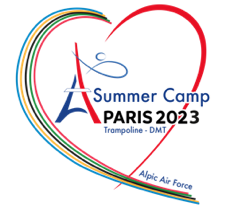 Summer Camp
PARIS 2023
Trampoline - DMT
Alpic Air Force